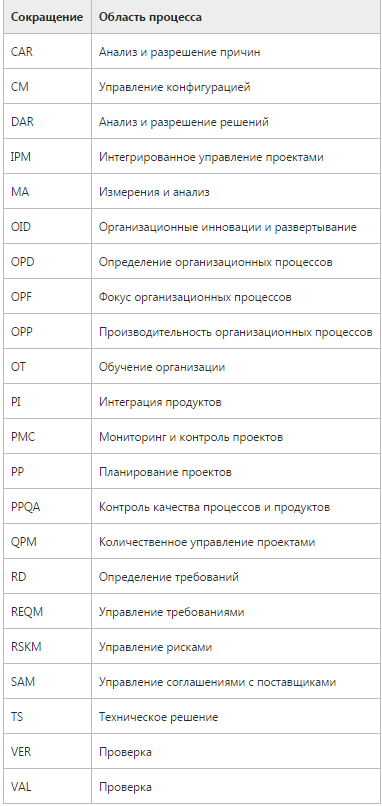 Сокращение Область процесса
CAR Анализ и разрешение причин
CM Управление конфигурацией
DAR Анализ и разрешение решений
IPM Интегрированное управление проектами
MA Измерения и анализ
OID Организационные инновации и развертывание
OPD Определение организационных процессов
OPF Фокус организационных процессов
OPP Производительность организационных процессов
OT Обучение организации
PI Интеграция продуктов
PMC Мониторинг и контроль проектов
PP Планирование проектов
PPQA Контроль качества процессов и продуктов
QPM Количественное управление проектами
RD Определение требований
REQM Управление требованиями
RSKM Управление рисками
SAM Управление соглашениями с поставщиками
TS Техническое решение
VER Проверка
VAL Проверка